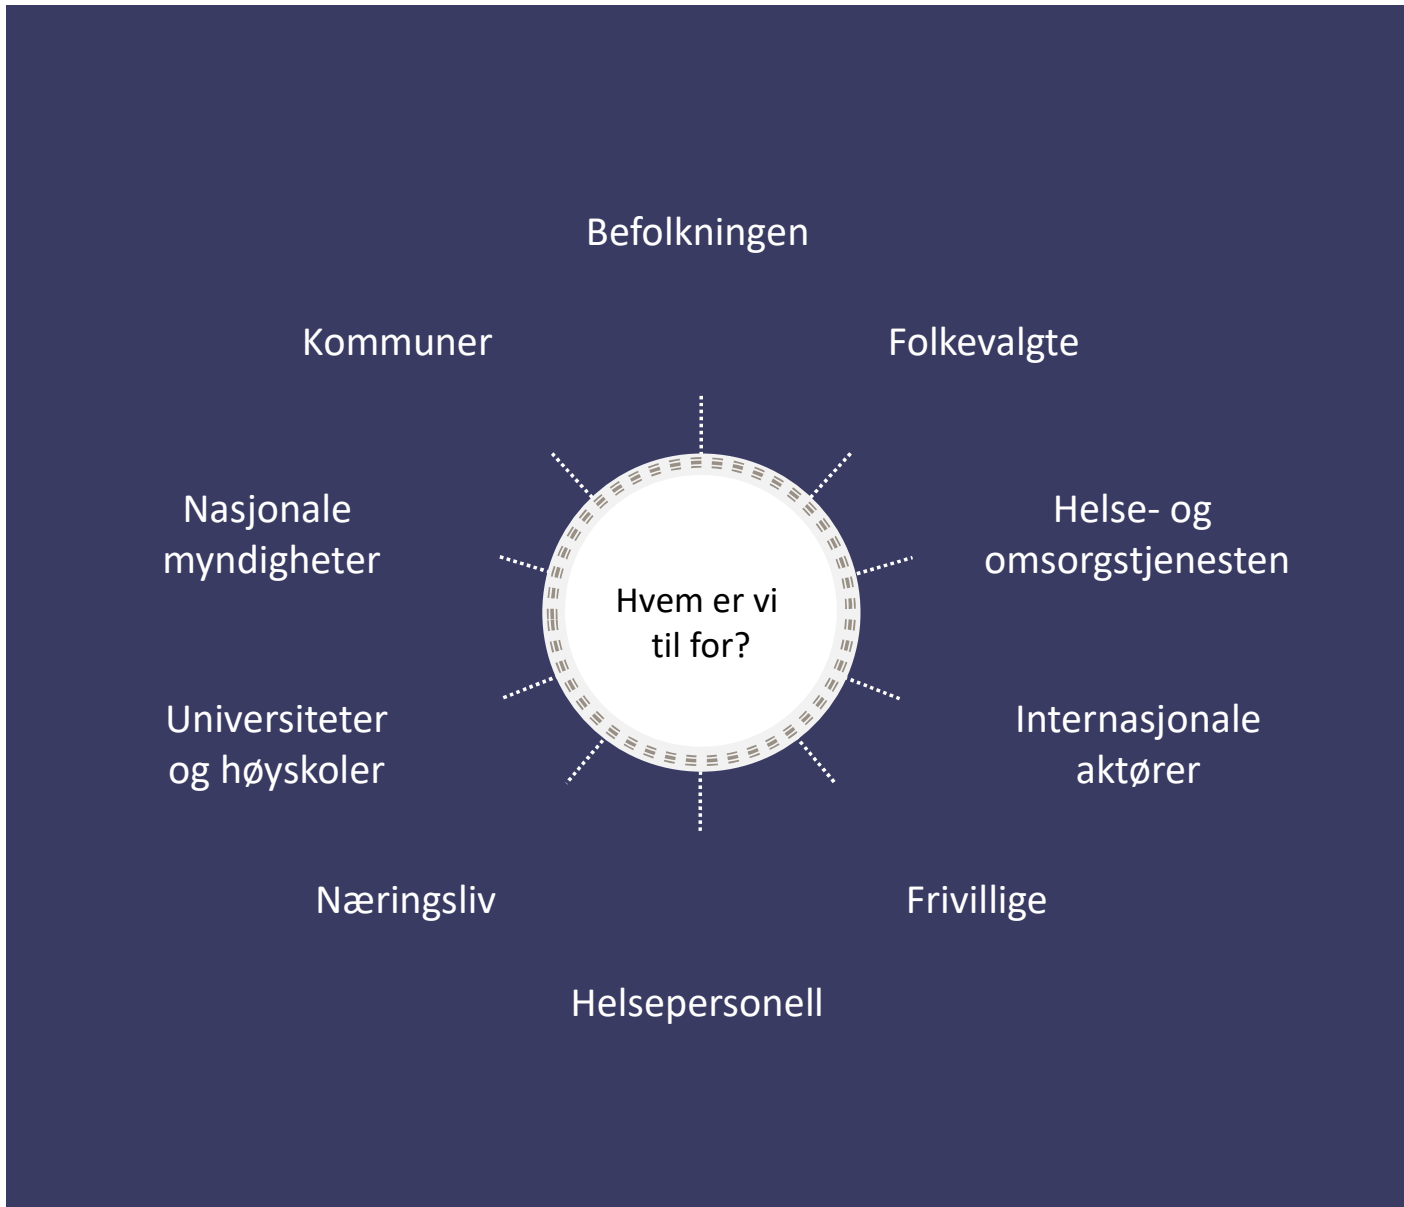 Befolkningen
Kommuner
Folkevalgte
Nasjonale
myndigheter
Helse- og
omsorgstjenesten
Hvem er vi
til for?
Universiteter
og høyskoler
Internasjonale
aktører
Næringsliv
Frivillige
Helsepersonell